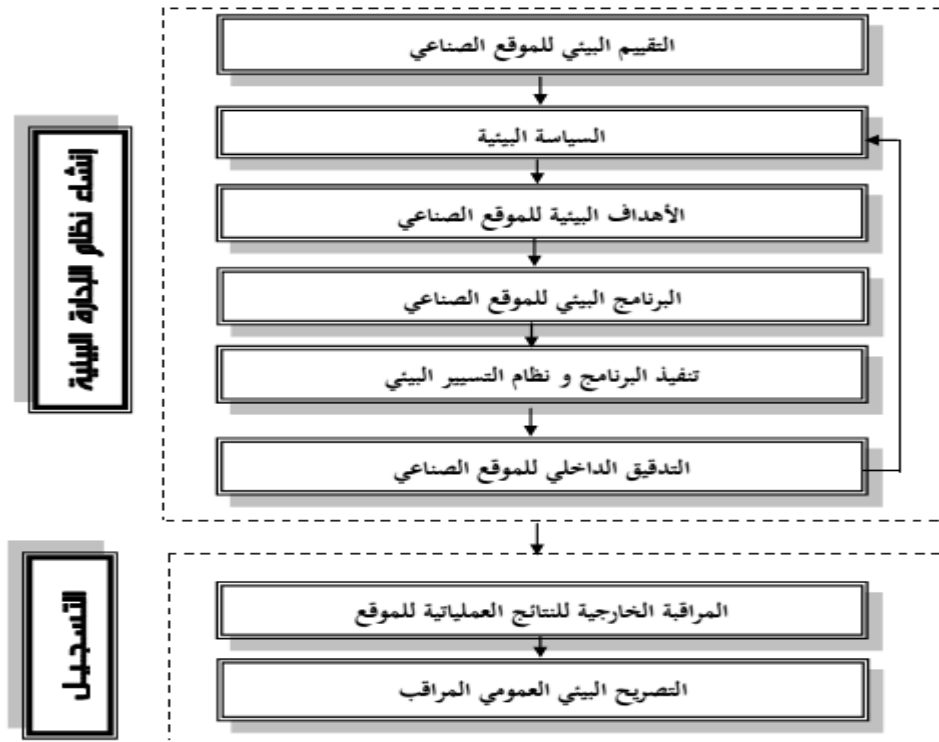 التقييم البيئي للموقع الصناعي
السياسة البيئية
الأهداف البيئية للموقع الصناعي
البرنامج البيئي للموقع الصناعي
تنفيذ البرنامج و نظام التسيير البيئي
التدقيق الداخلي للموقع الصناعي
إنشاء نظام الإدارة البيئية
المراقبة الخارجية للنتائج العملياتية للموقع
التصريح البيئي العمومي المراقب
التسجيل